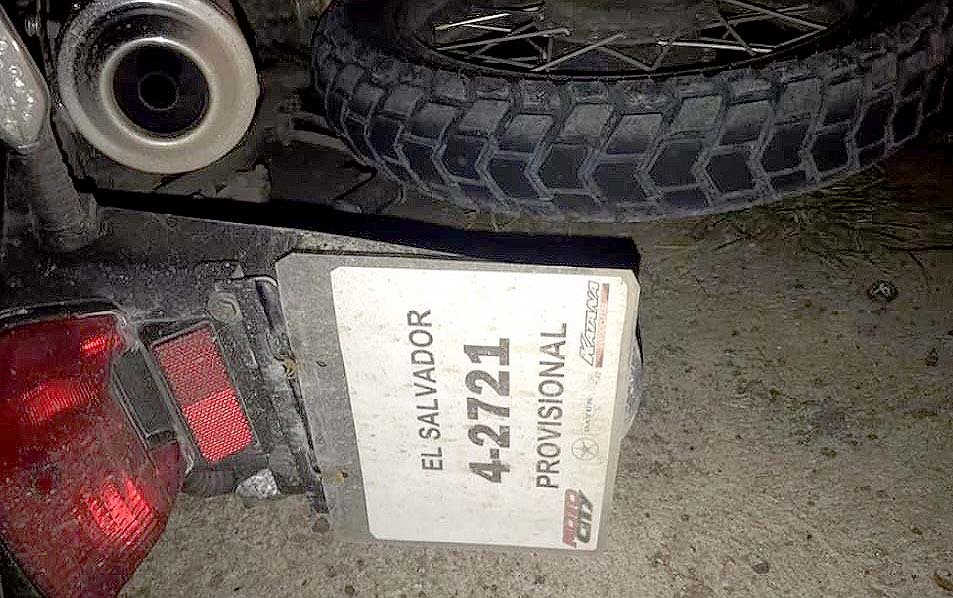 EL SALVADOR
4-2721
PROVISIONAL
MOTO
CITY
KATANA